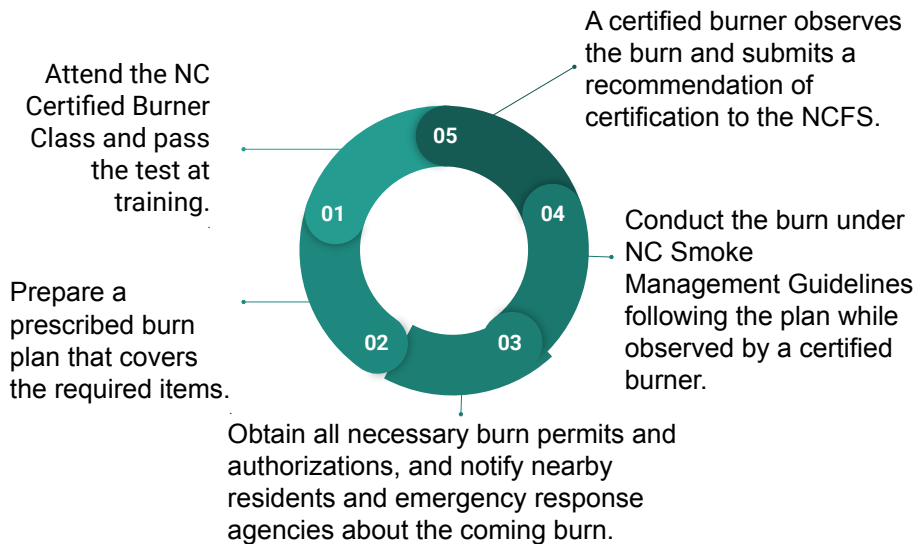 Attend the NC
Certified Burner
Class and pass
the test at
training.
01
Prepare a
prescribed burn
plan that covers
the required items.
02
Obtain all necessary burn permits and
authorizations, and notify nearby
residents and emergency response
agencies about the coming burn.
03
Conduct the burn under
NC Smoke
Management Guidelines
following the plan while
observed by a certified
burner.
04
A certified burner observes
the burn and submits a
recommendation of
certification to the NCFS.
05